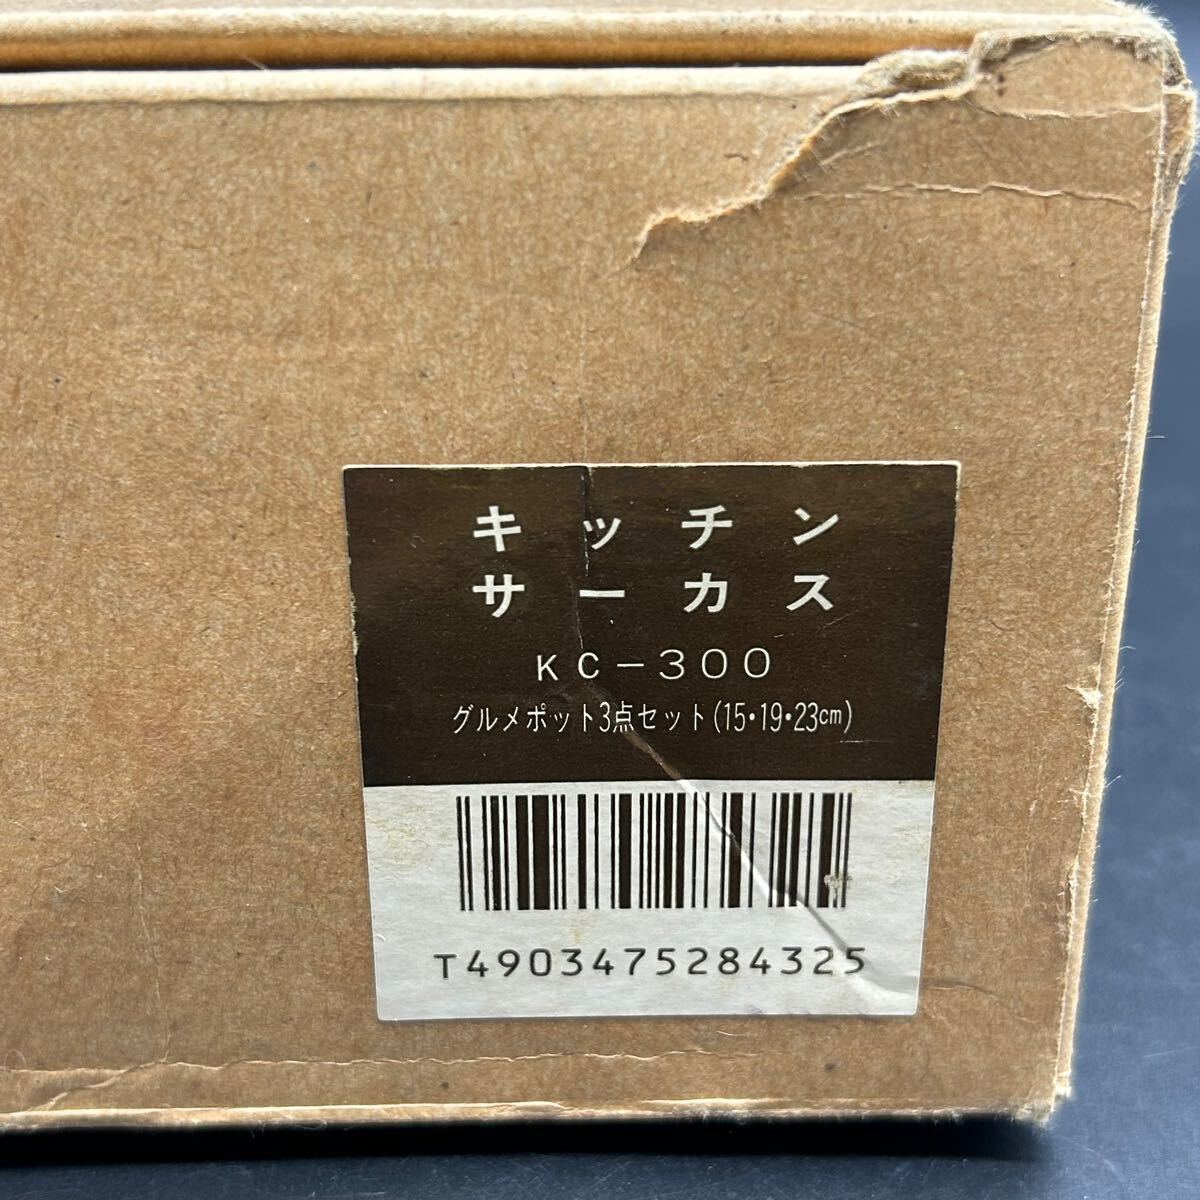 キッチン
サーカス
KC-300
グルメポット3点セット(15・19・23cm)
T4903475284325